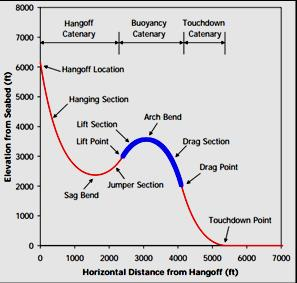 8000
7000
6000
5000
4000
3000
2000
1000
0
Elevation from Seabed (ft)
Hangoff
Catenary
Buoyancy
Catenary
Touchdown
Catenary
Hangoff Location
Hanging Section
Arch Bend
Lift Section
Lift Point
Drag Section
Drag Point
Jumper Section
Sag Bend
Touchdown Point
0 1000 2000 3000 4000 5000 6000 7000
Horizontal Distance from Hangoff (ft)